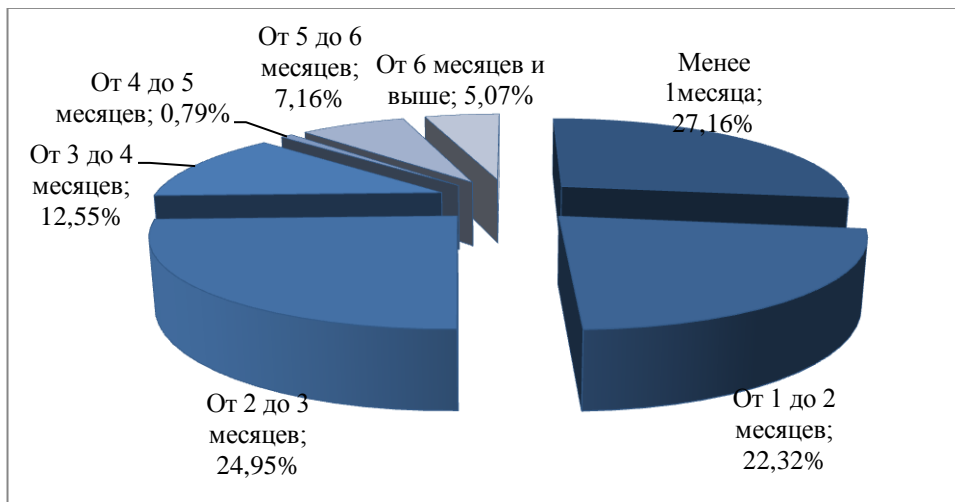 От 5 до 6
месяцев;
7,16%
От 6 месяцев и
выше; 5,07%
Менее
1месяца;
27,16%
От 4 до 5
месяцев; 0,79%
От 3 до 4
месяцев;
12,55%
От 2 до 3
месяцев;
24,95%
От 1 до 2
месяцев;
22,32%